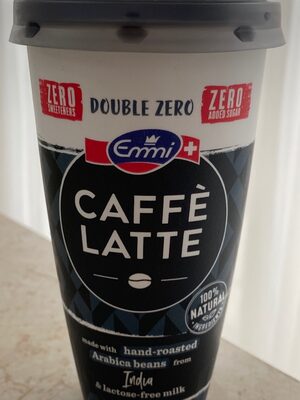 ZERO
SWEETENERS
DOUBLE ZERO
ZERO
ADDED SUGAR
Emmi
CAFFÈ
LATTE
100%
NATURAL
INGREDIENTS
made with hand-roasted
Arabica beans from
India
& lactose-free milk